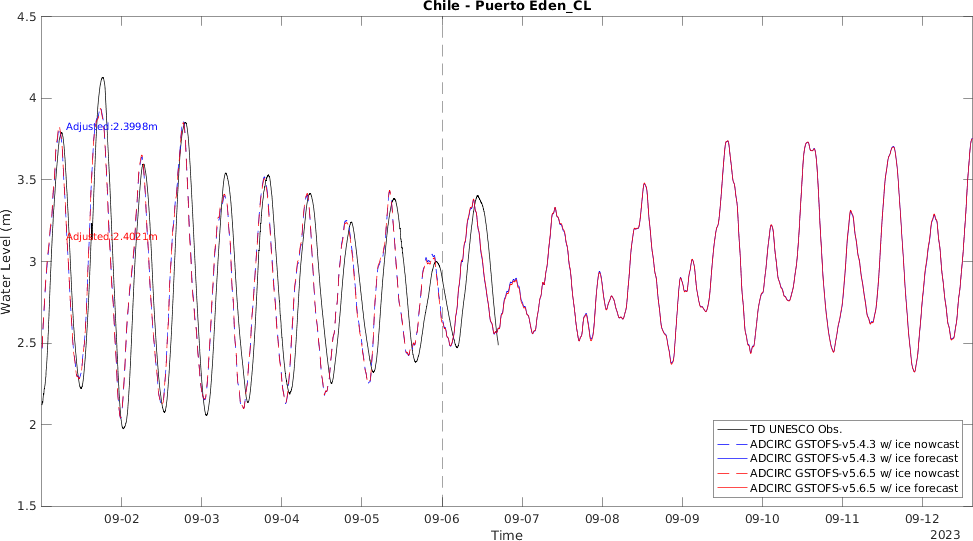 Chile - Puerto Eden_CL
4.5
4
3.5
3
2.5
2
1.5
Water Level (m)
Adjusted:2.3998m
Adjusted:2.4021m
09-02 09-03 09-04 09-05 09-06 09-07 09-08 09-09 09-10 09-11 09-12
2023
Time
TD UNESCO Obs.
ADCIRC GSTOFS-v5.4.3 w/ ice nowcast
ADCIRC GSTOFS-v5.4.3 w/ ice forecast
ADCIRC GSTOFS-v5.6.5 w/ ice nowcast
ADCIRC GSTOFS-v5.6.5 w/ ice forecast